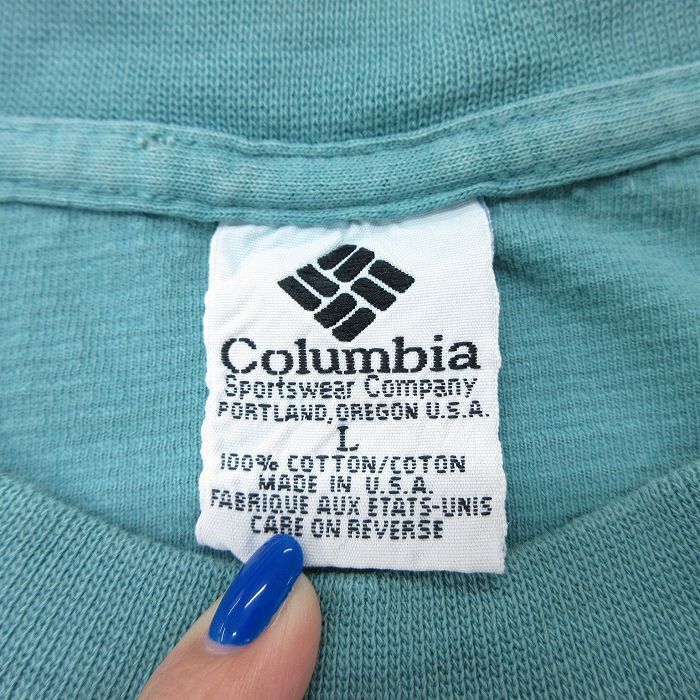 Columbia
Sportswear Company
PORTLAND, OREGON U.S.A.
L
100% COTTON/COTON
MADE IN U.S.A.
FABRIQUE AUX ETATS-UNIS
CARE ON REVERSE